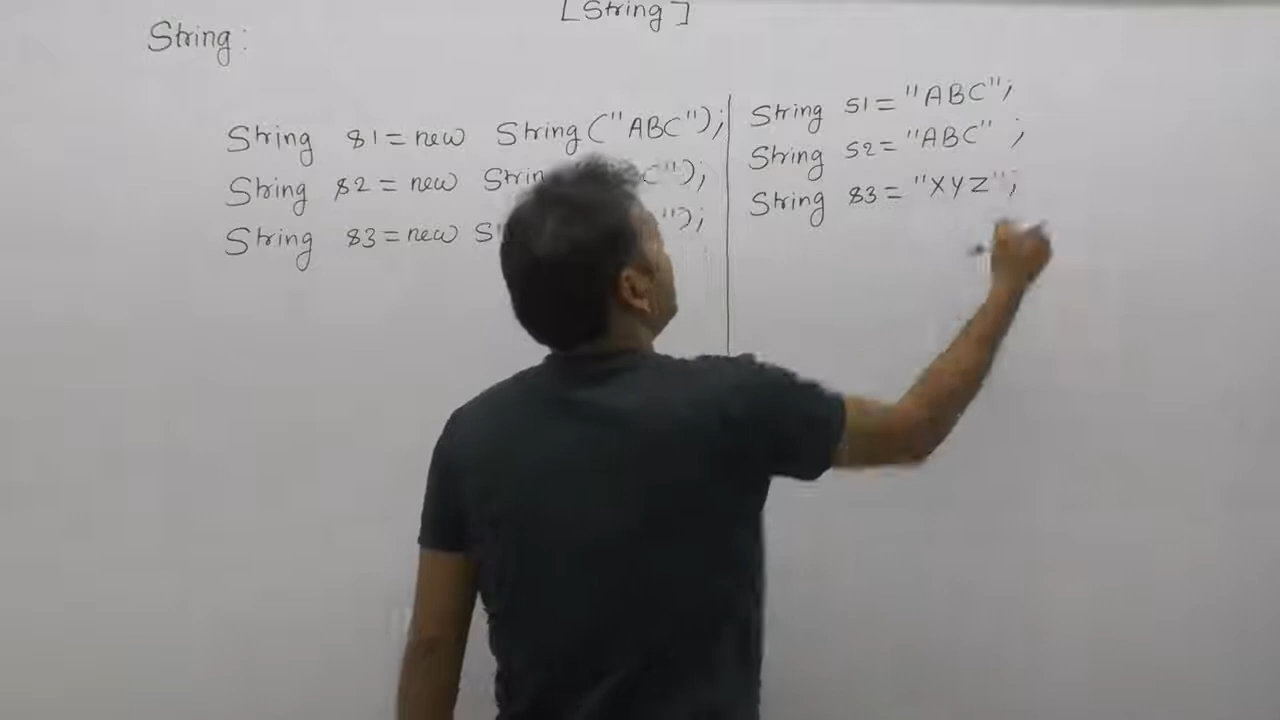 [String]
String:
String s1 = new String("ABC");
String s2 = new
String s3 = new
String s1 = "ABC";
String s2 = "ABC" ;
String s3 = "XYZ";